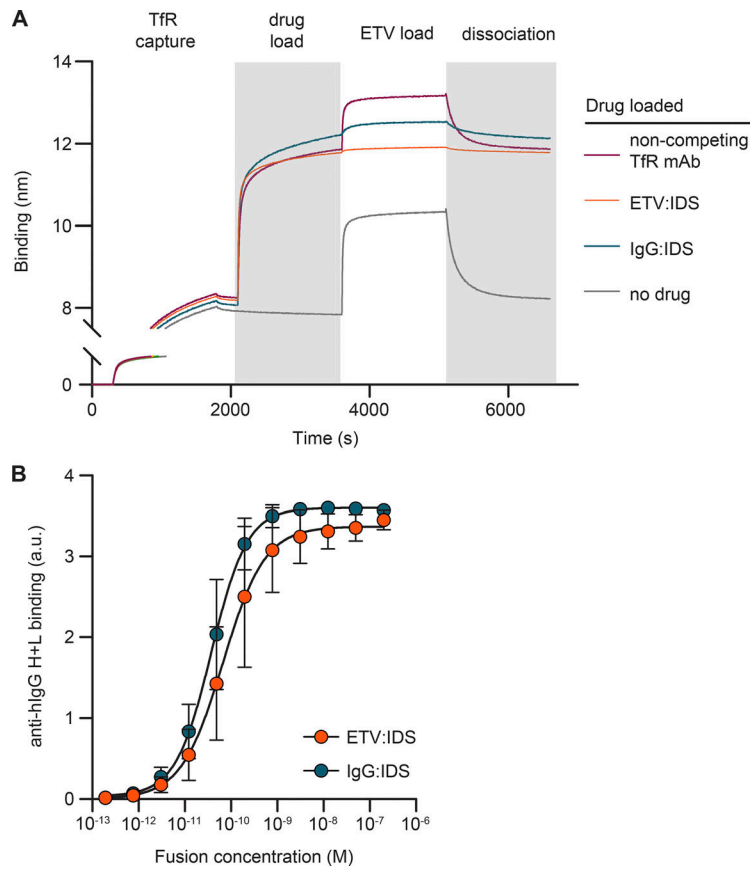 A
TfR
capture
drug
load
ETV load
dissociation
14
12
10
8
0
Binding (nm)
0
2000
4000
6000
Time (s)
Drug loaded
non-competing
TfR mAb
ETV:IDS
IgG:IDS
no drug
B
4
3
2
1
0
anti-hIgG H+L binding (a.u.)
ETV:IDS
IgG:IDS
10-13
10-12
10-11
10-10
10-9
10-8
10-7
10-6
Fusion concentration (M)